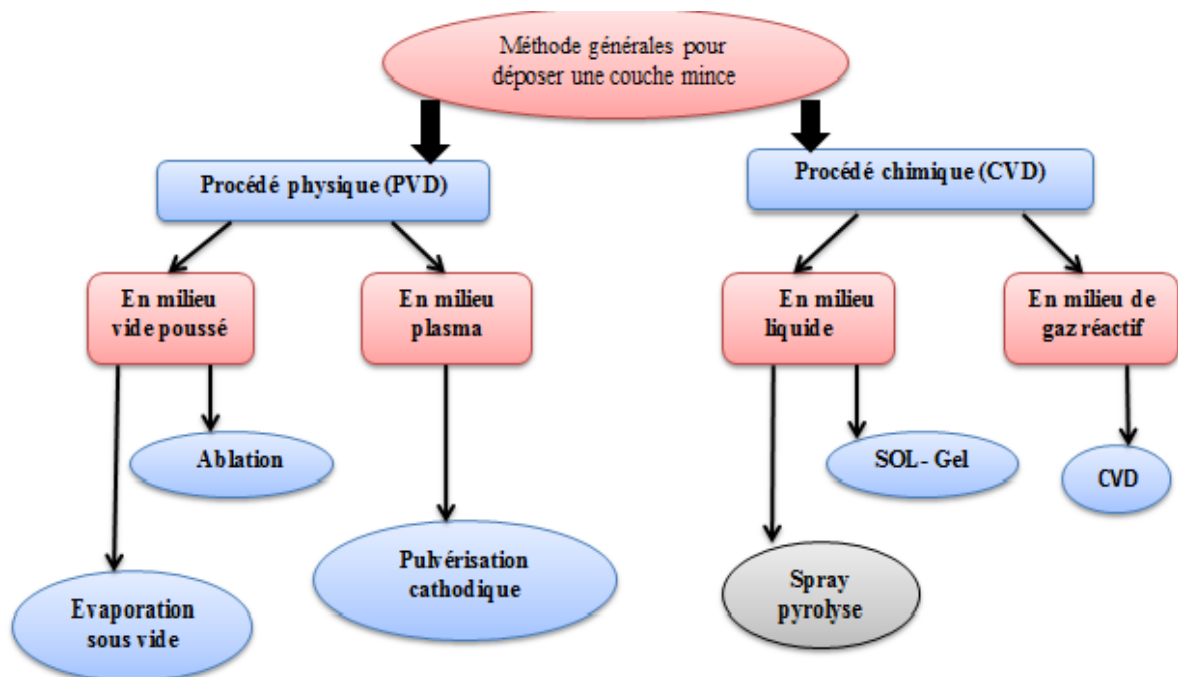 Méthode générales pour
déposer une couche mince
Procédé physique (PVD)
Procédé chimique (CVD)
En milieu
vide poussé
En milieu
plasma
En milieu
liquide
En milieu de
gaz réactif
Ablation
SOL- Gel
CVD
Pulvérisation
cathodique
Spray
pyrolyse
Evaporation
sous vide